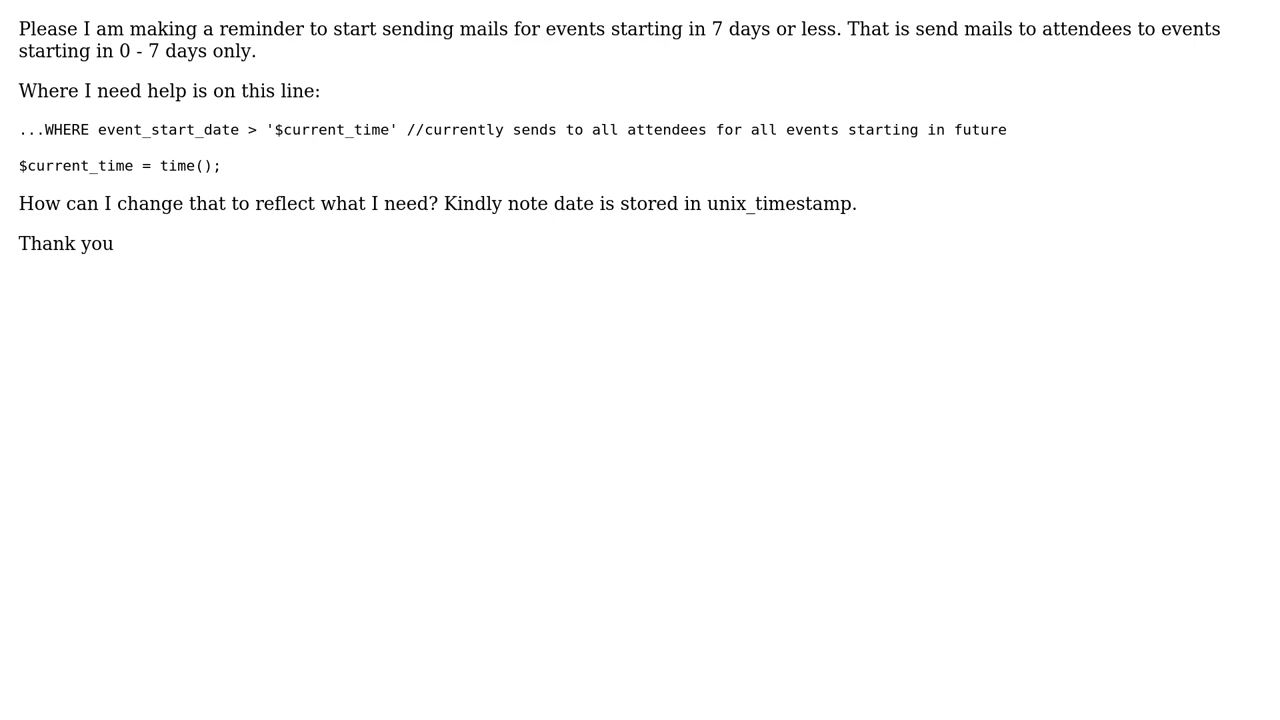 Please I am making a reminder to start sending mails for events starting in 7 days or less. That is send mails to attendees to events
starting in 0 - 7 days only.
Where I need help is on this line:
...WHERE event_start_date > '$current_time' //currently sends to all attendees for all events starting in future
$current_time = time();
How can I change that to reflect what I need? Kindly note date is stored in unix_timestamp.
Thank you